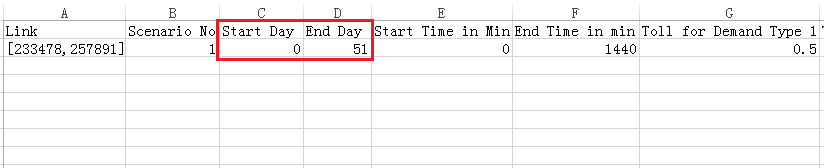 A B C D E F G
Link Scenario No Start Day End Day Start Time in Min End Time in min Toll for Demand Type 1
[233478,257891] 1 0 51 0 1440 0.5